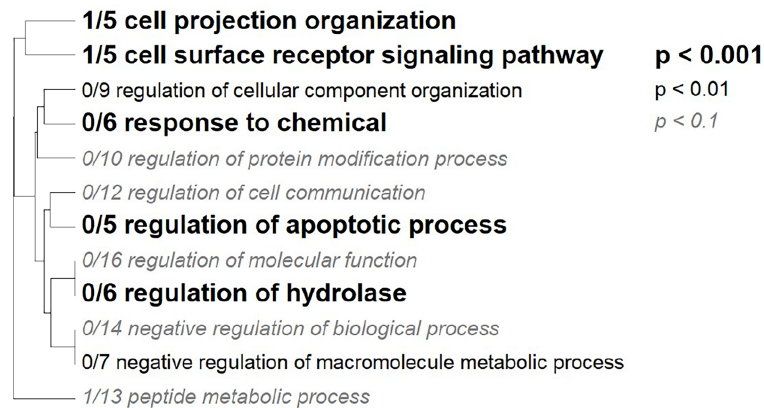 1/5 cell projection organization
1/5 cell surface receptor signaling pathway p < 0.001
0/9 regulation of cellular component organization p < 0.01
0/6 response to chemical p < 0.1
0/10 regulation of protein modification process
0/12 regulation of cell communication
0/5 regulation of apoptotic process
0/16 regulation of molecular function
0/6 regulation of hydrolase
0/14 negative regulation of biological process
0/7 negative regulation of macromolecule metabolic process
1/13 peptide metabolic process